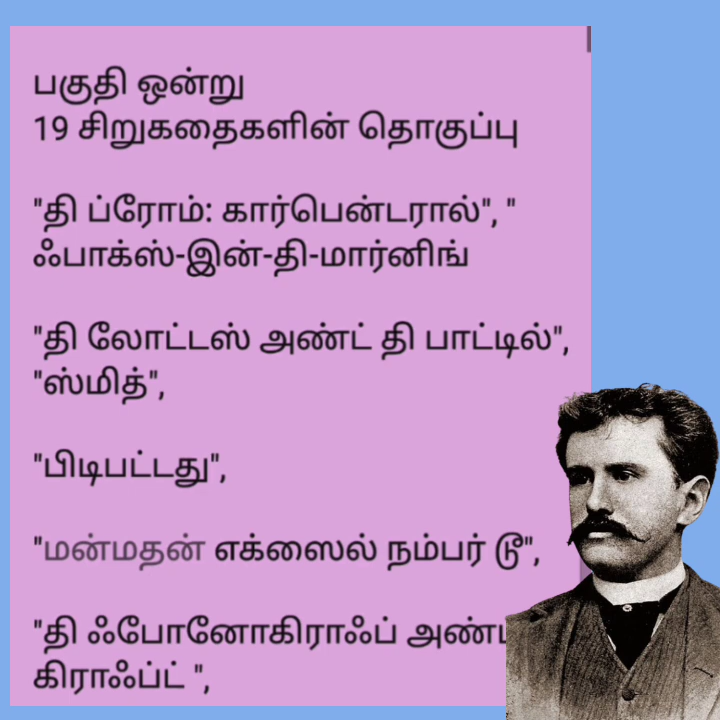 பகுதி ஒன்று
19 சிறுகதைகளின் தொகுப்பு
"தி ப்ரோம்: கார்பென்டரால்", "
ஃபாக்ஸ்-இன்-தி-மார்னிங்
"தி லோட்டஸ் அண்ட் தி பாட்டில்",
"ஸ்மித்",
"பிடிபட்டது",
"மன்மதன் எக்ஸைல் நம்பர் டூ",
"தி ஃபோனோகிராஃப் அண்
கிராஃப்ட் ",